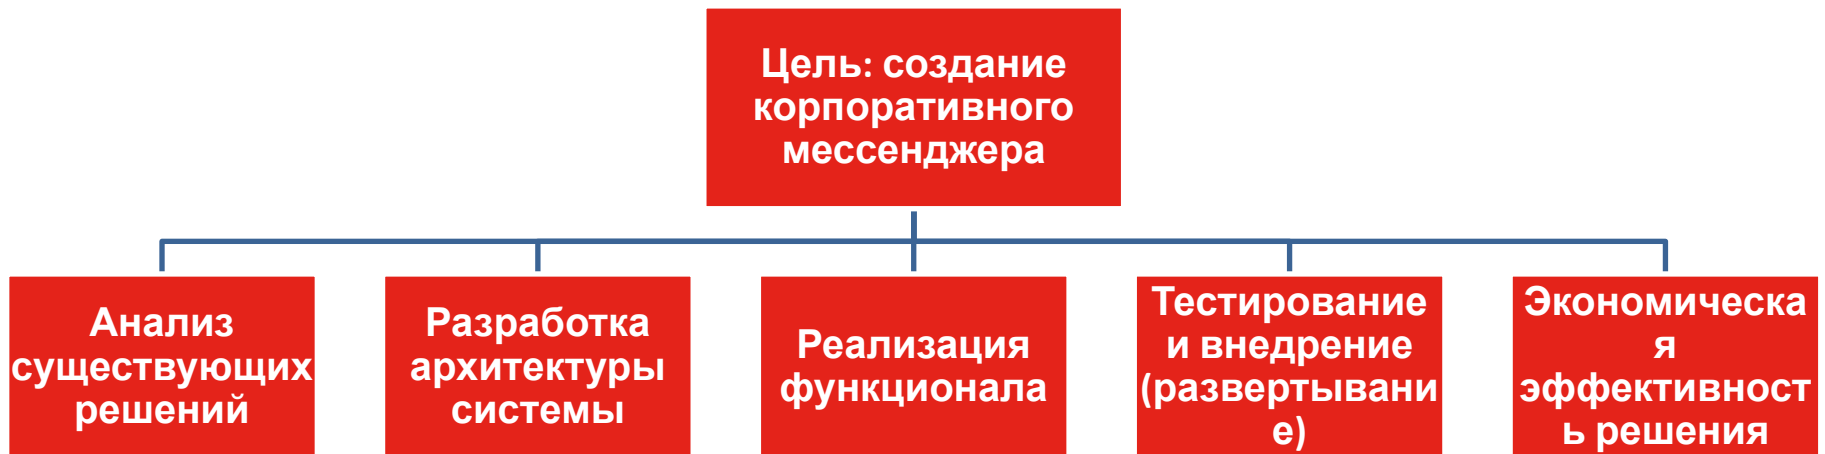 Цель: создание
корпоративного
мессенджера
Анализ
существующих
решений
Разработка
архитектуры
системы
Реализация
функционала
Тестирование
и внедрение
(развертывани
е)
Экономическа
я
эффективност
ь решения